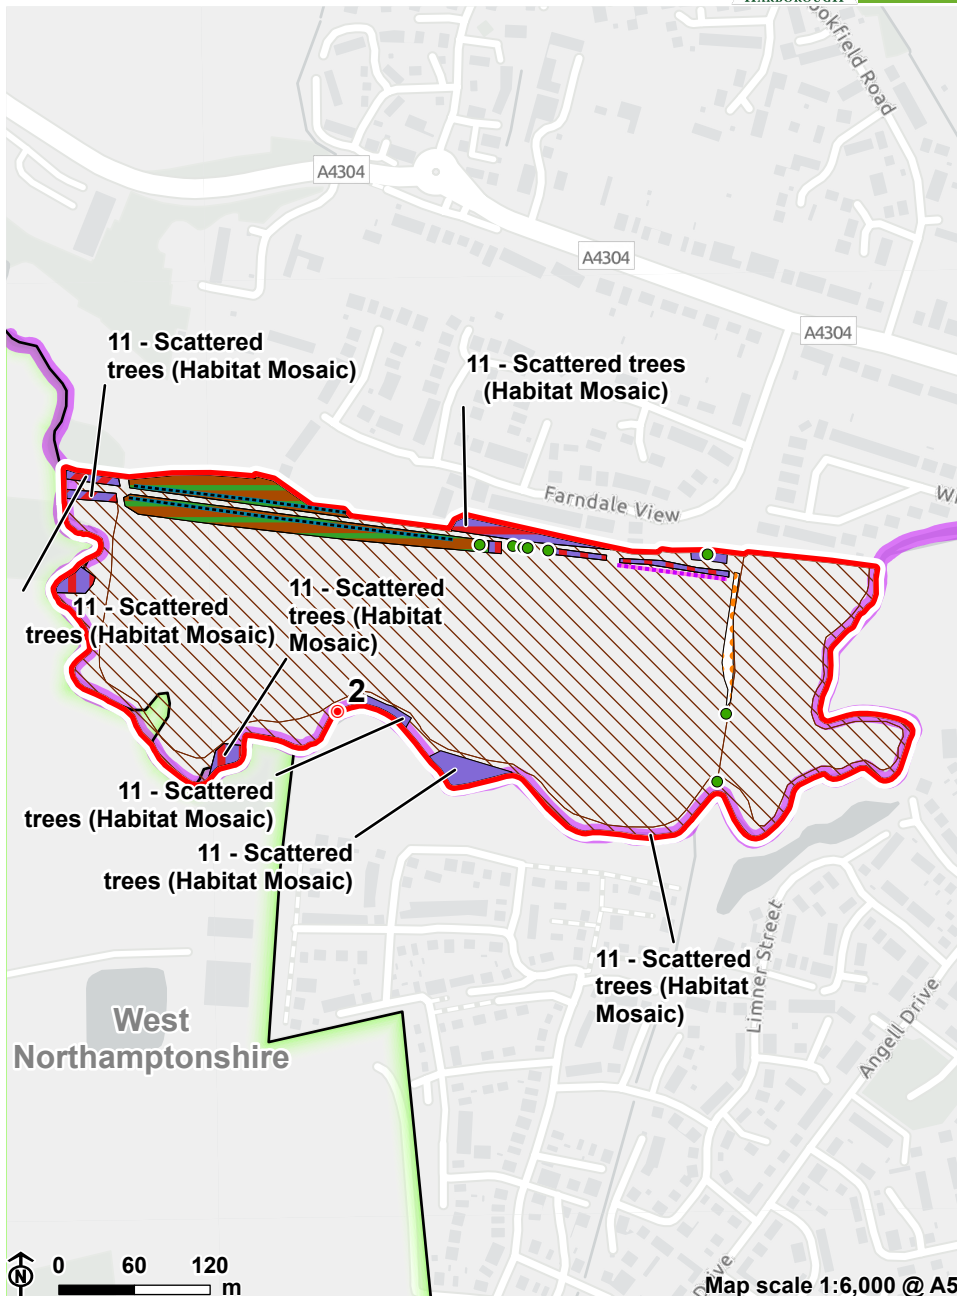 HARBOROUGH
ookfield Road
A4304
A4304
A4304
11 - Scattered
trees (Habitat Mosaic)
11 - Scattered trees
(Habitat Mosaic)
Farndale View
11 - Scattered
trees (Habitat Mosaic)
11 - Scattered
trees (Habitat
Mosaic)
2
11 - Scattered
trees (Habitat Mosaic)
11 - Scattered
trees (Habitat Mosaic)
11 - Scattered
trees (Habitat
Mosaic)
Limner Street
Angell Drive
West
Northamptonshire
Drive
N
0 60 120
m
Map scale 1:6,000 @ A5